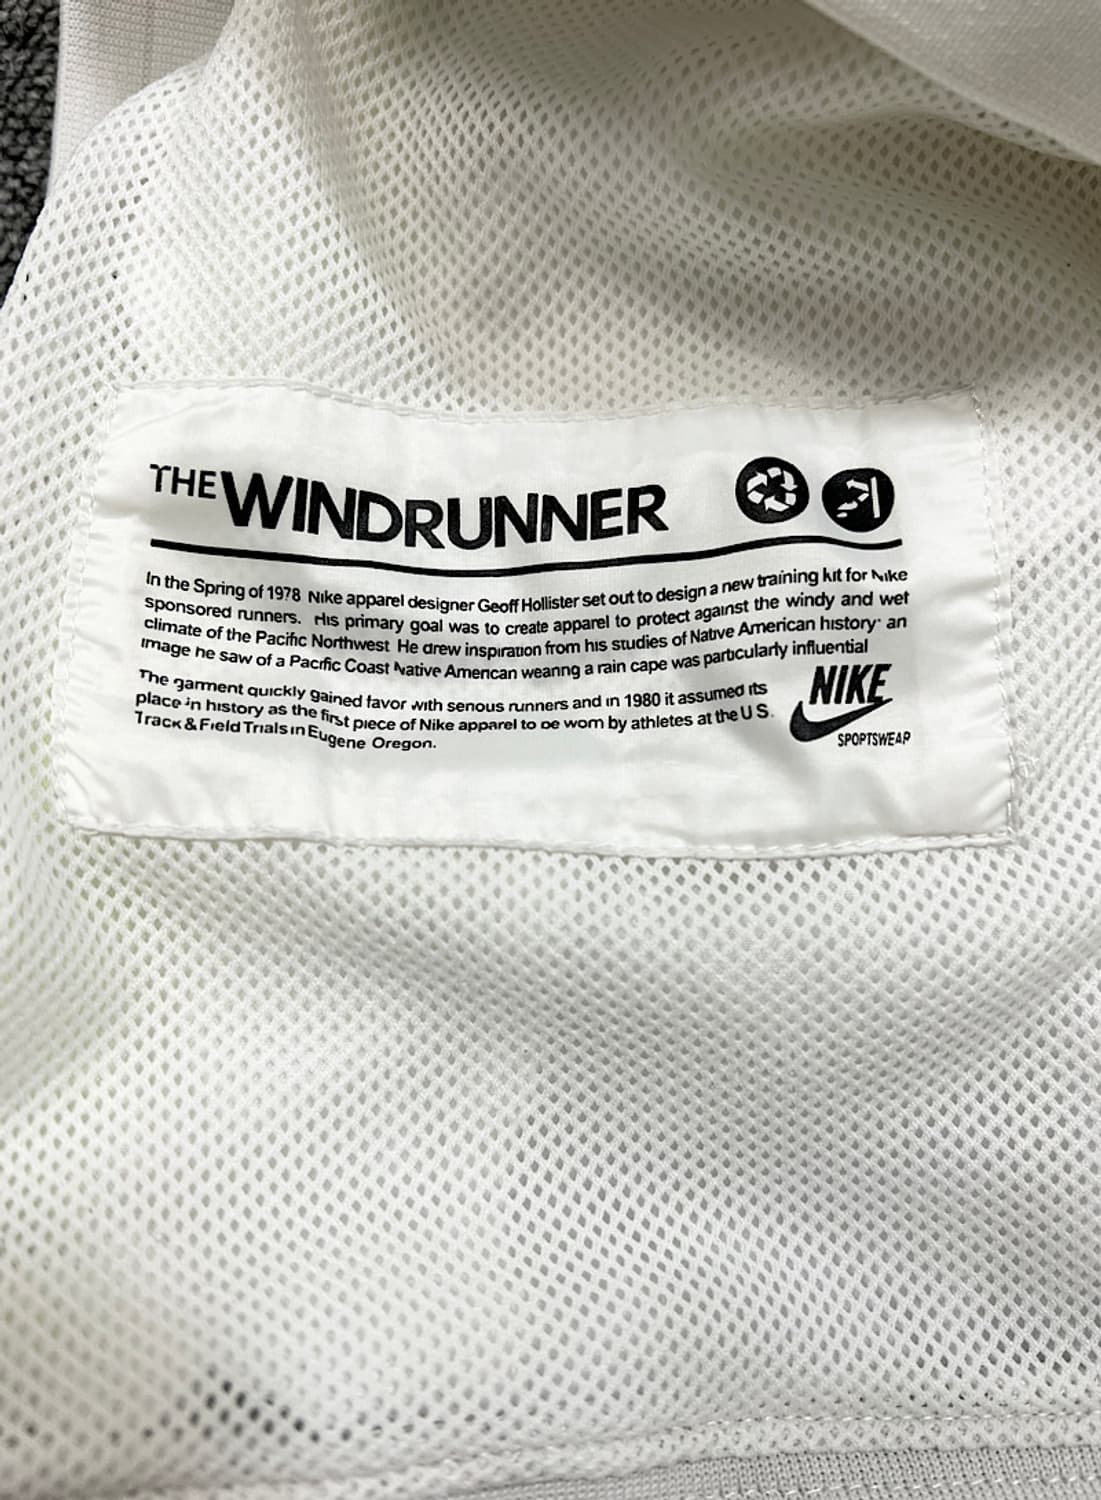 THE WINDRUNNER
In the Spring of 1978 Nike apparel designer Geoff Hollister set out to design a new training kit for Nike
sponsored runners. His primary goal was to create apparel to protect against the windy and wet
climate of the Pacific Northwest He drew inspiration from his studies of Native American history· an
image he saw of a Pacific Coast Native American wearing a rain cape was particularly influential
The garment quickly gained favor with serious runners and in 1980 it assumed its
place in history as the first piece of Nike apparel to be worn by athletes at the U S.
Track & Field Trials in Eugene Oregon.
NIKE
SPORTSWEAR